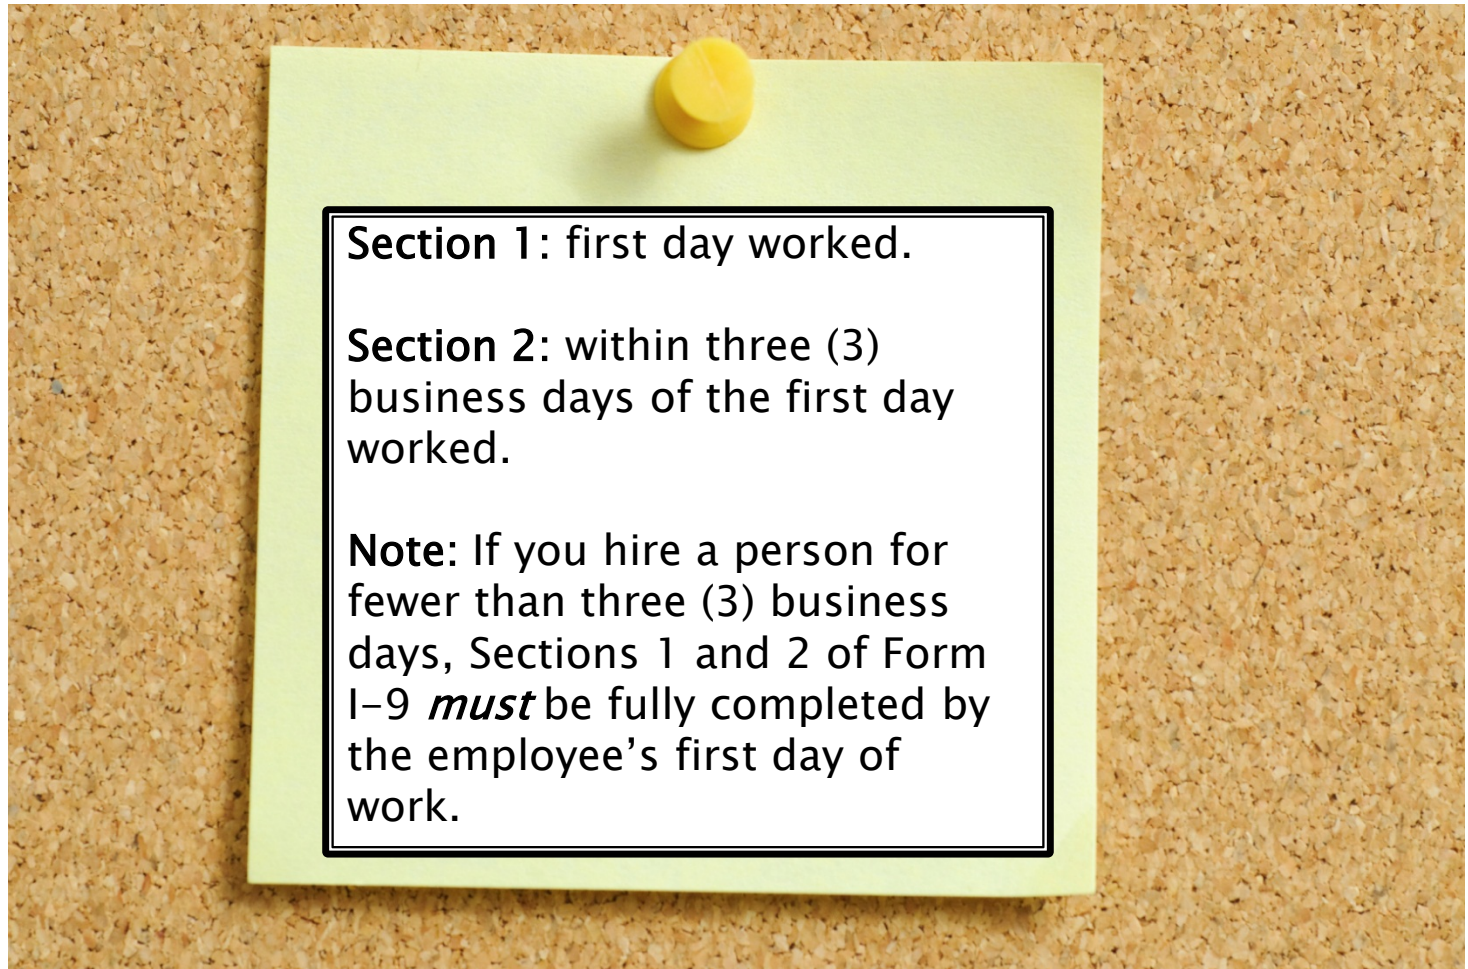 Section 1: first day worked.
Section 2: within three (3)
business days of the first day
worked.
Note: If you hire a person for
fewer than three (3) business
days, Sections 1 and 2 of Form
I-9 must be fully completed by
the employee’s first day of
work.